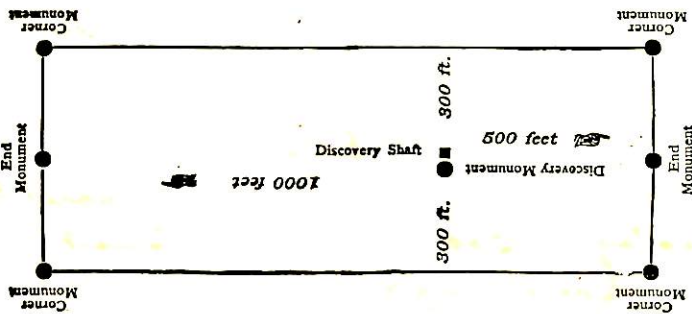 Corner
Monument
Corner
Monument
300 ft.
End
Monument
Discovery Shaft
500 feet
Discovery Monument
End
Monument
1000 feet
300 ft.
Corner
Monument
Corner
Monument